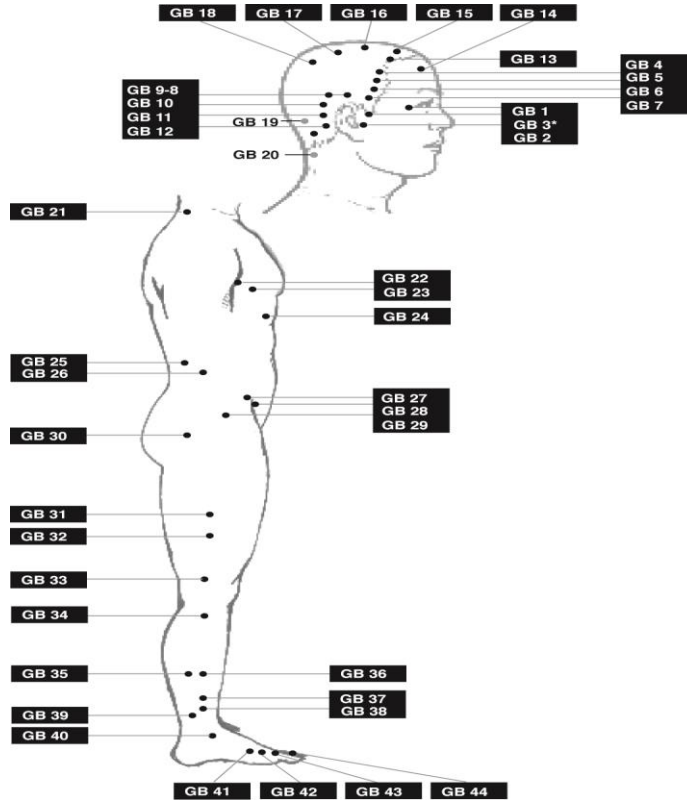 GB 18
GB 17
GB 16
GB 15
GB 14
GB 13
GB 4
GB 5
GB 6
GB 7
GB 9-8
GB 10
GB 11
GB 12
GB 19
GB 1
GB 3*
GB 2
GB 20
GB 21
GB 22
GB 23
GB 24
GB 25
GB 26
GB 27
GB 28
GB 29
GB 30
GB 31
GB 32
GB 33
GB 34
GB 35
GB 36
GB 37
GB 38
GB 39
GB 40
GB 41
GB 42
GB 43
GB 44